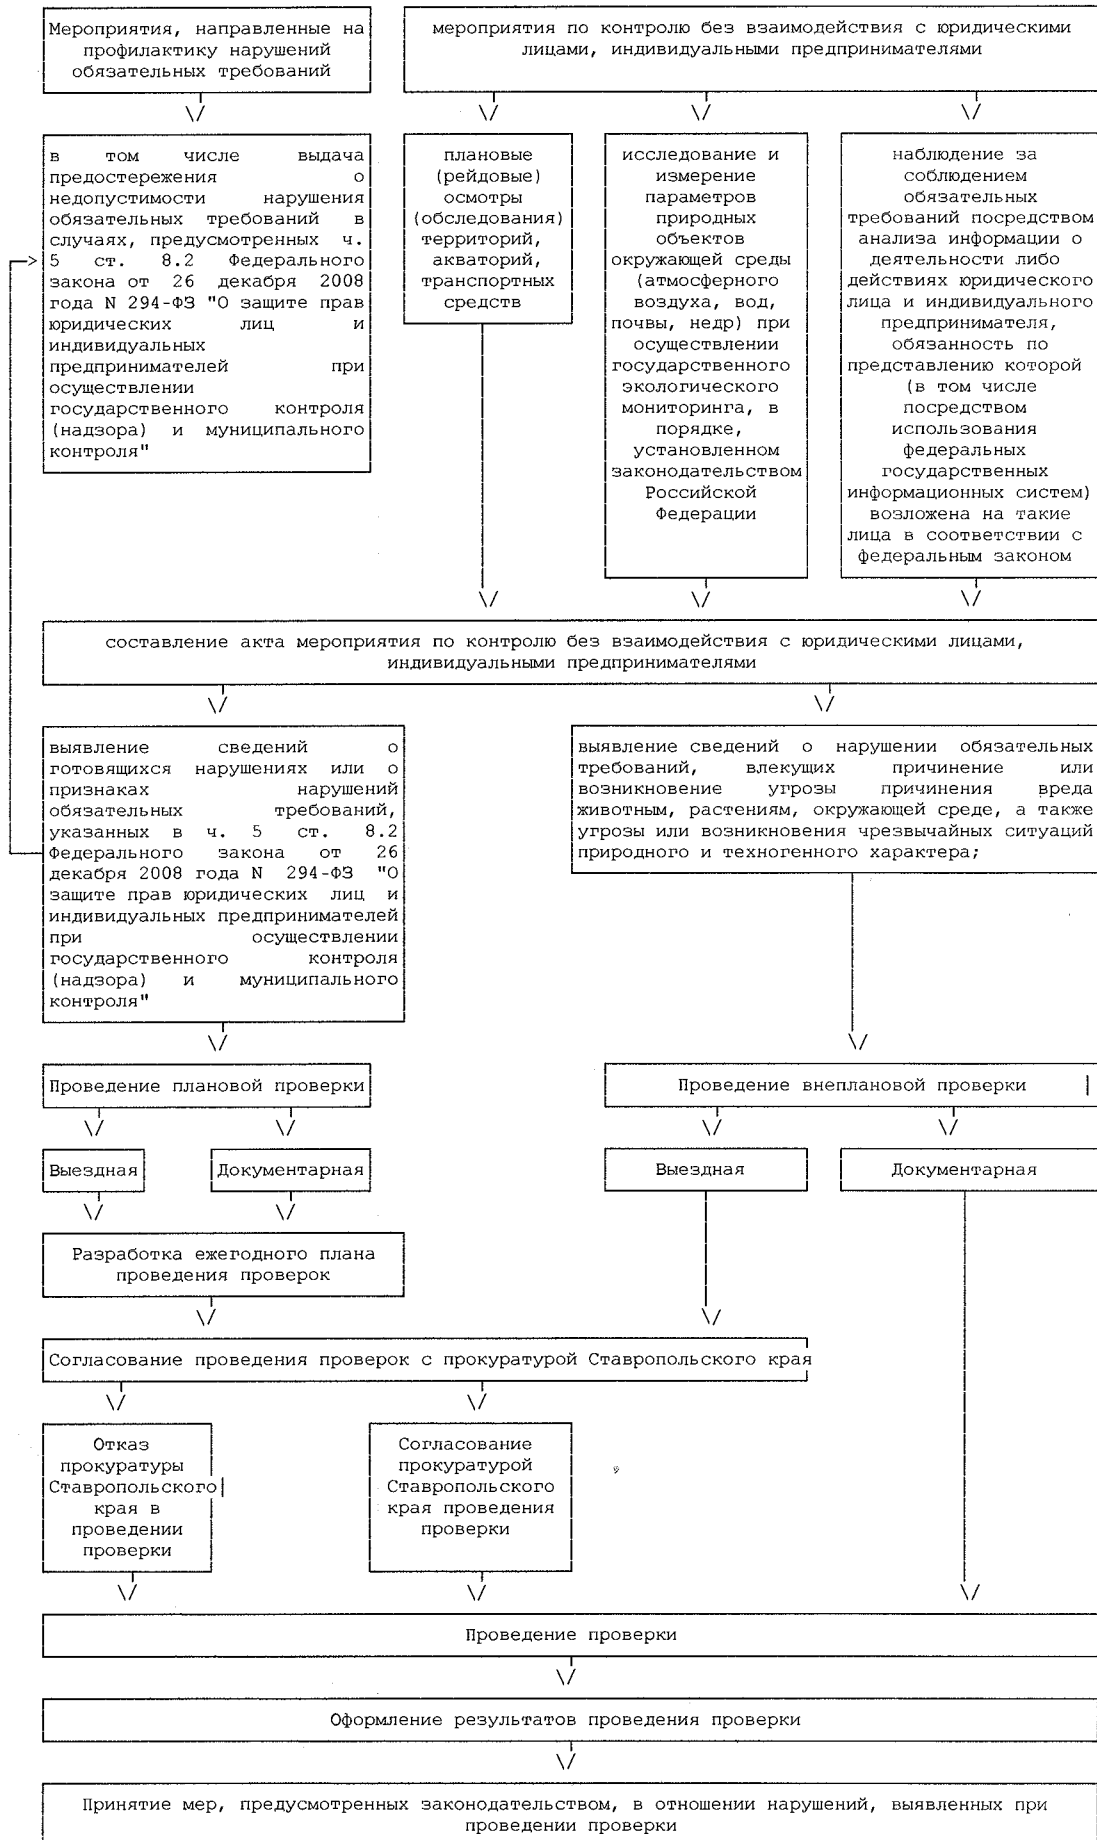 Мероприятия, направленные на
профилактику нарушений
обязательных требований
мероприятия по контролю без взаимодействия с юридическими
лицами, индивидуальными предпринимателями
в том числе выдача
предостережения о
недопустимости нарушения
обязательных требований в
случаях, предусмотренных ч.
5 ст. 8.2 Федерального
закона от 26 декабря 2008
года N 294-ФЗ "О защите прав
юридических лиц и
индивидуальных
предпринимателей при
осуществлении
государственного контроля
(надзора) и муниципального
контроля"
плановые
(рейдовые)
осмотры
(обследования)
территорий,
акваторий,
транспортных
средств
исследование и
измерение
параметров
природных
объектов
окружающей среды
(атмосферного
воздуха, вод,
почвы, недр) при
осуществлении
государственного
экологического
мониторинга, в
порядке,
установленном
законодательством
Российской
Федерации
наблюдение за
соблюдением
обязательных
требований посредством
анализа информации о
деятельности либо
действиях юридического
лица и индивидуального
предпринимателя,
обязанность по
представлению которой
(в том числе
посредством
использования
федеральных
государственных
информационных систем)
возложена на такие
лица в соответствии с
федеральным законом
составление акта мероприятия по контролю без взаимодействия с юридическими лицами,
индивидуальными предпринимателями
выявление сведений о
готовящихся нарушениях или о
признаках нарушений
обязательных требований,
указанных в ч. 5 ст. 8.2
Федерального закона от 26
декабря 2008 года N 294-ФЗ "О
защите прав юридических лиц и
индивидуальных предпринимателей
при осуществлении
государственного контроля
(надзора) и муниципального
контроля"
выявление сведений о нарушении обязательных
требований, влекущих причинение или
возникновение угрозы причинения вреда
животным, растениям, окружающей среде, а также
угрозы или возникновения чрезвычайных ситуаций
природного и техногенного характера;
Проведение плановой проверки
Проведение внеплановой проверки
Выездная
Документарная
Выездная
Документарная
Разработка ежегодного плана
проведения проверок
Согласование проведения проверок с прокуратурой Ставропольского края
Отказ
прокуратуры
Ставропольского
края в
проведении
проверки
Согласование
прокуратурой
Ставропольского
края проведения
проверки
Проведение проверки
Оформление результатов проведения проверки
Принятие мер, предусмотренных законодательством, в отношении нарушений, выявленных при
проведении проверки